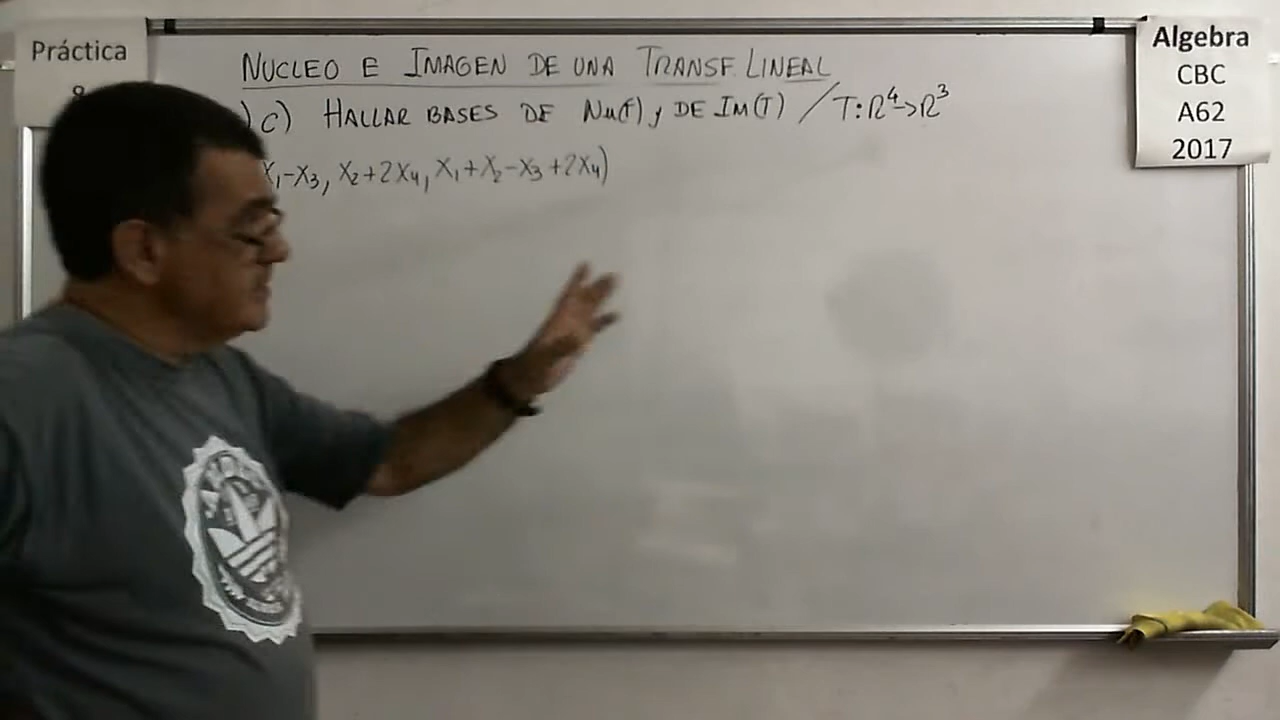 Práctica
Algebra
CBC
A62
2017
NUCLEO E IMAGEN DE UNA TRANSF. LINEAL
)c) HALLAR BASES DE Nu(T) y DE IM(T) / T: R⁴->R³
X₁-X₃, X₂+2X₄, X₁+X₂-X₃+2X₄)